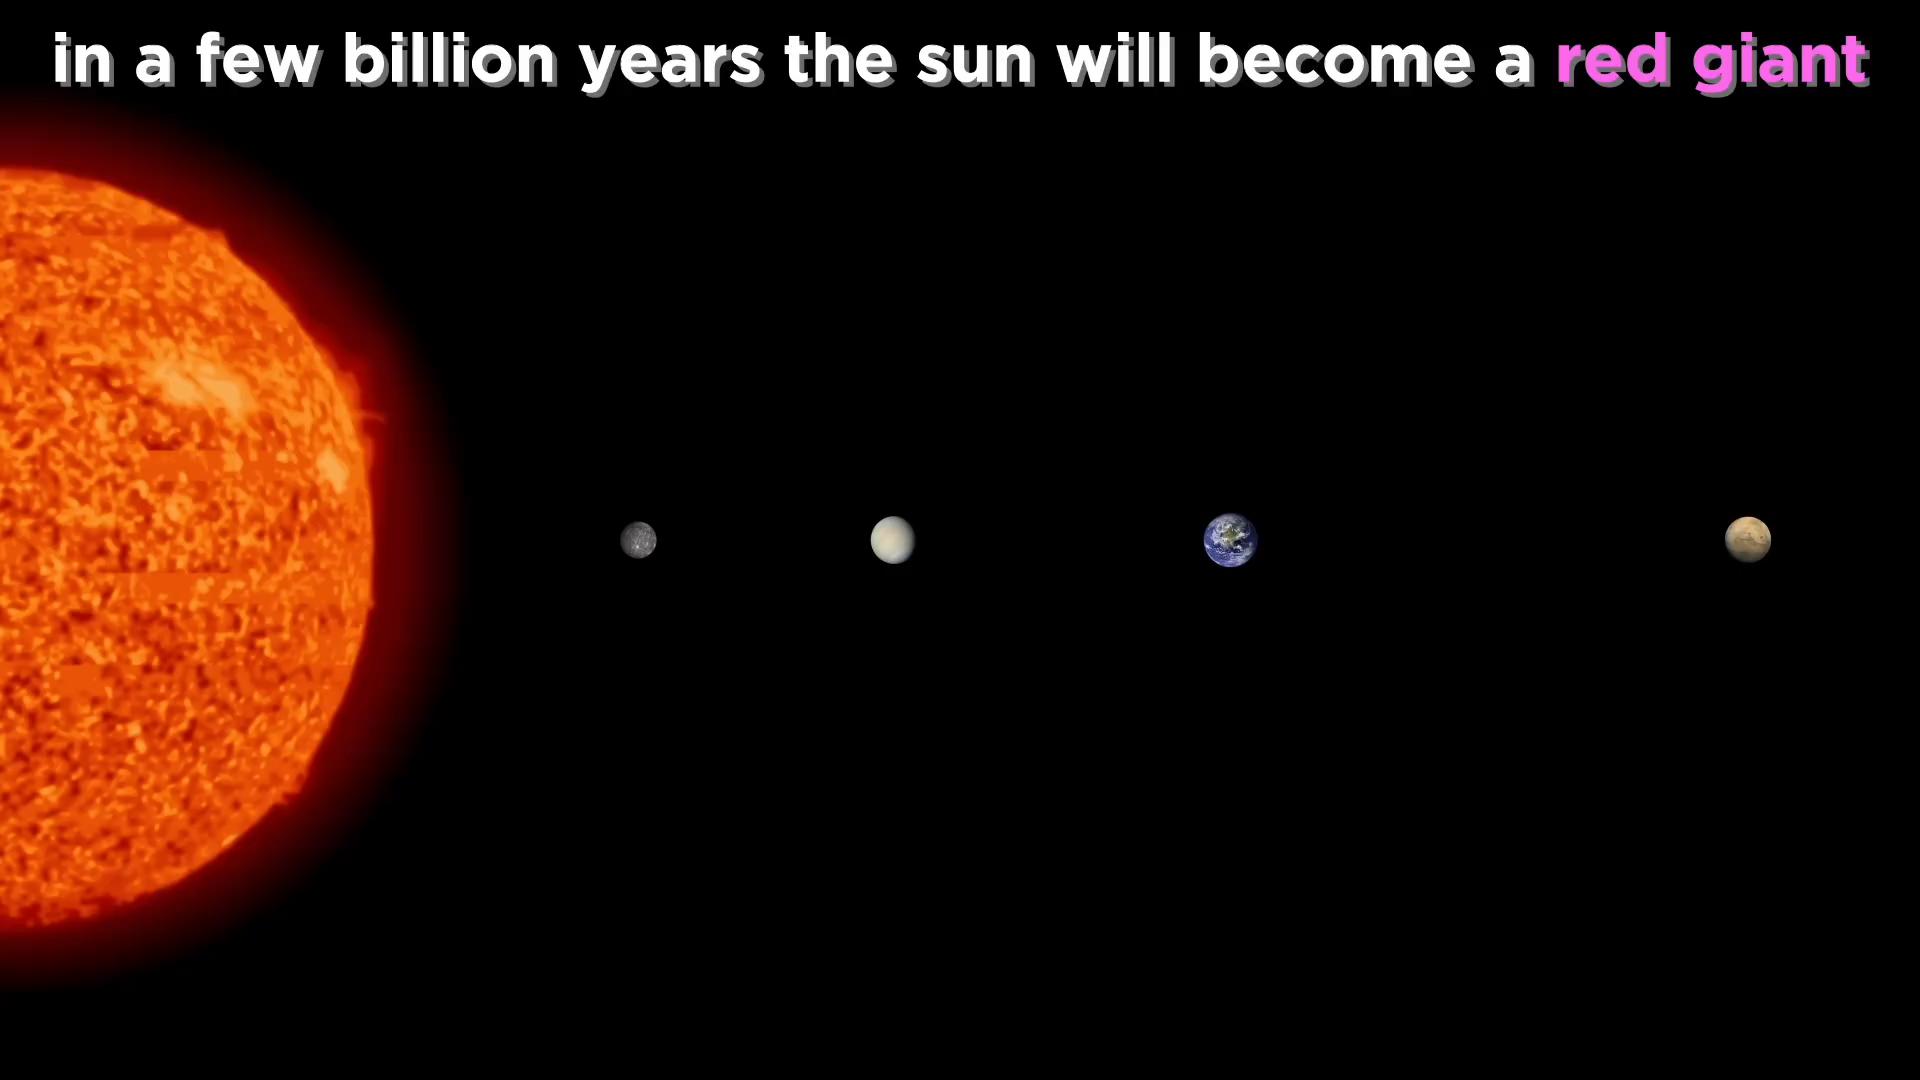 in a few billion years the sun will become a red giant